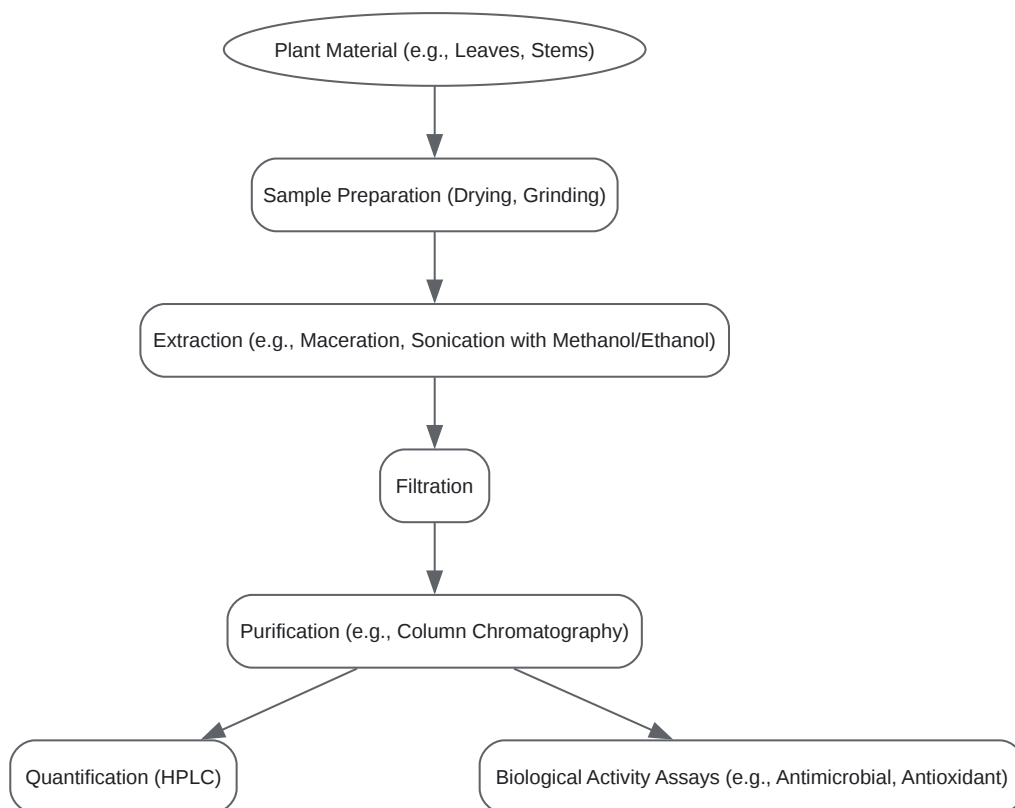 Plant Material (e.g., Leaves, Stems)
Sample Preparation (Drying, Grinding)
Extraction (e.g., Maceration, Sonication with Methanol/Ethanol)
Filtration
Purification (e.g., Column Chromatography)
Quantification (HPLC)
Biological Activity Assays (e.g., Antimicrobial, Antioxidant)